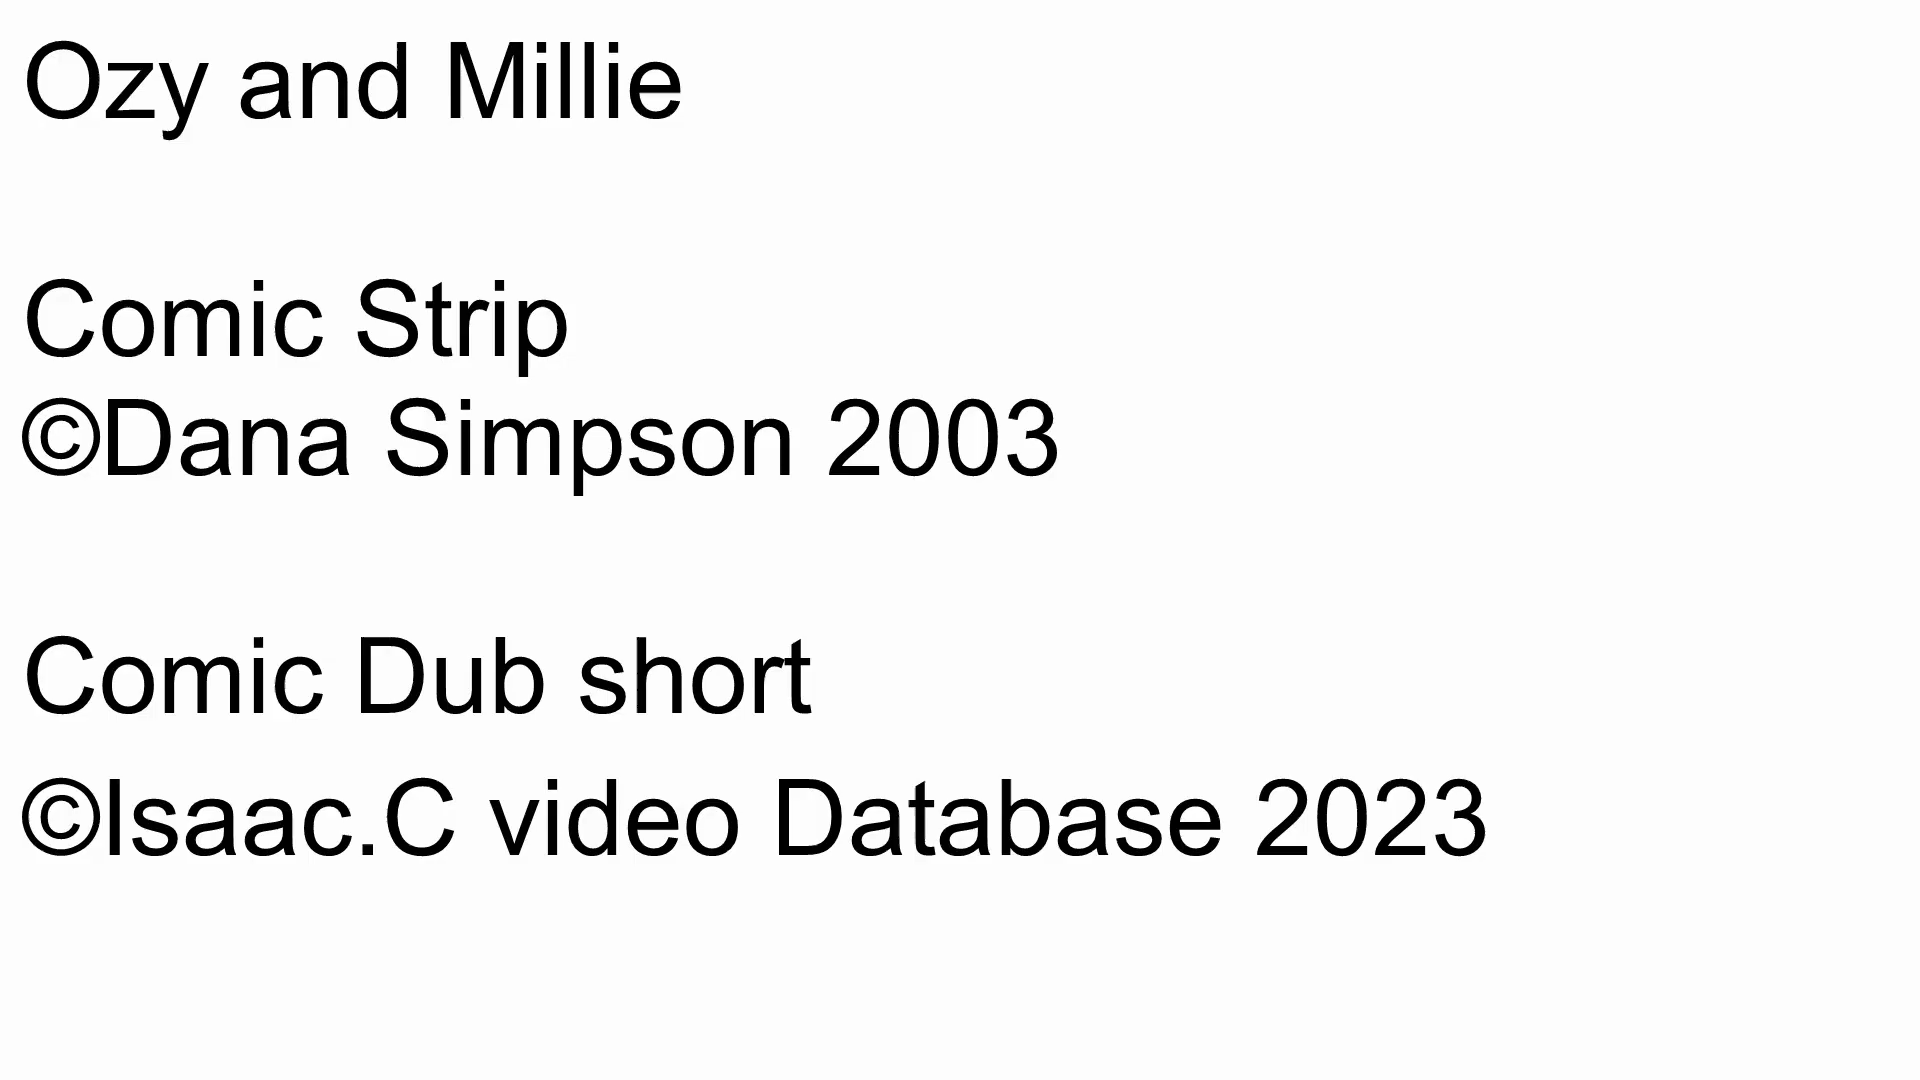 Ozy and Millie
Comic Strip
©Dana Simpson 2003
Comic Dub short
©Isaac.C video Database 2023